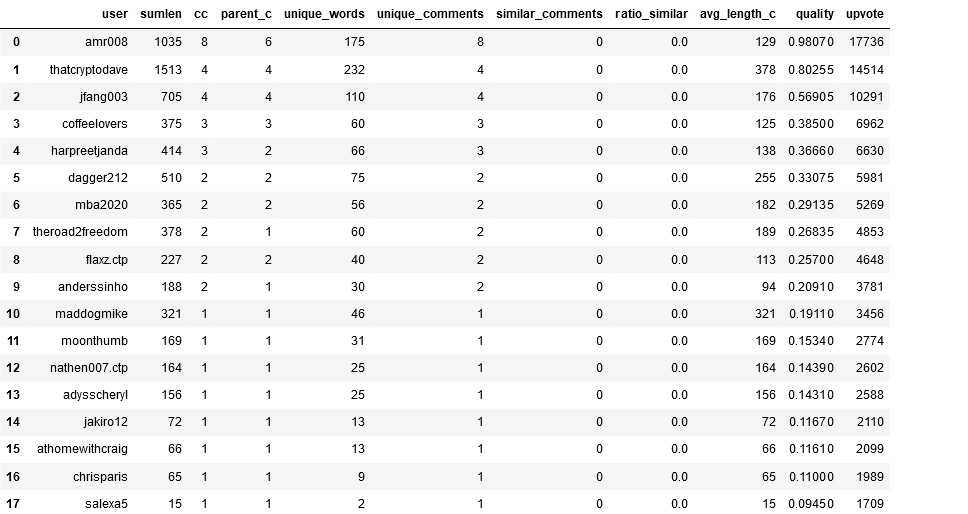 user sumlen cc parent_c unique_words unique_comments similar_comments ratio_similar avg_length_c quality upvote
0 amr008 1035 8 6 175 8 0 0.0 129 0.98070 17736
1 thatcryptodave 1513 4 4 232 4 0 0.0 378 0.80255 14514
2 jfang003 705 4 4 110 4 0 0.0 176 0.56905 10291
3 coffeelovers 375 3 3 60 3 0 0.0 125 0.38500 6962
4 harpreetjanda 414 3 2 66 3 0 0.0 138 0.36660 6630
5 dagger212 510 2 2 75 2 0 0.0 255 0.33075 5981
6 mba2020 365 2 2 56 2 0 0.0 182 0.29135 5269
7 theroad2freedom 378 2 1 60 2 0 0.0 189 0.26835 4853
8 flaxz.ctp 227 2 2 40 2 0 0.0 113 0.25700 4648
9 anderssinho 188 2 1 30 2 0 0.0 94 0.20910 3781
10 maddogmike 321 1 1 46 1 0 0.0 321 0.19110 3456
11 moonthumb 169 1 1 31 1 0 0.0 169 0.15340 2774
12 nathen007.ctp 164 1 1 25 1 0 0.0 164 0.14390 2602
13 adysscheryl 156 1 1 25 1 0 0.0 156 0.14310 2588
14 jakiro12 72 1 1 13 1 0 0.0 72 0.11670 2110
15 athomewithcraig 66 1 1 13 1 0 0.0 66 0.11610 2099
16 chrisparis 65 1 1 9 1 0 0.0 65 0.11000 1989
17 salexa5 15 1 1 2 1 0 0.0 15 0.09450 1709